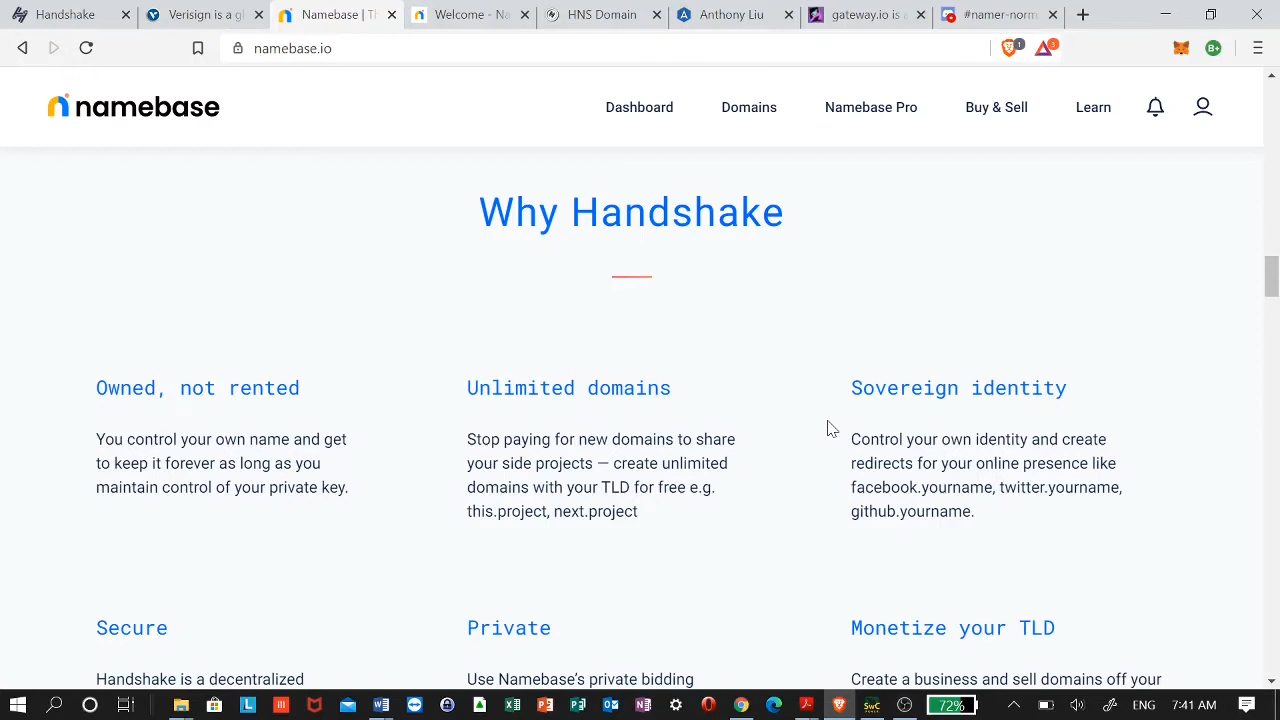 Handshake
Verisign is a gl
Namebase | Th
Welcome - Na
HNS Domain
Anthony Liu
gateway.io is a
#namer-norm
namebase.io
1
3
B+
namebase
Dashboard
Domains
Namebase Pro
Buy & Sell
Learn
Why Handshake
Owned, not rented
Unlimited domains
Sovereign identity
You control your own name and get
to keep it forever as long as you
maintain control of your private key.
Stop paying for new domains to share
your side projects — create unlimited
domains with your TLD for free e.g.
this.project, next.project
Control your own identity and create
redirects for your online presence like
facebook.yourname, twitter.yourname,
github.yourname.
Secure
Private
Monetize your TLD
Handshake is a decentralized
Use Namebase’s private bidding
Create a business and sell domains off your
72%
ENG
7:41 AM